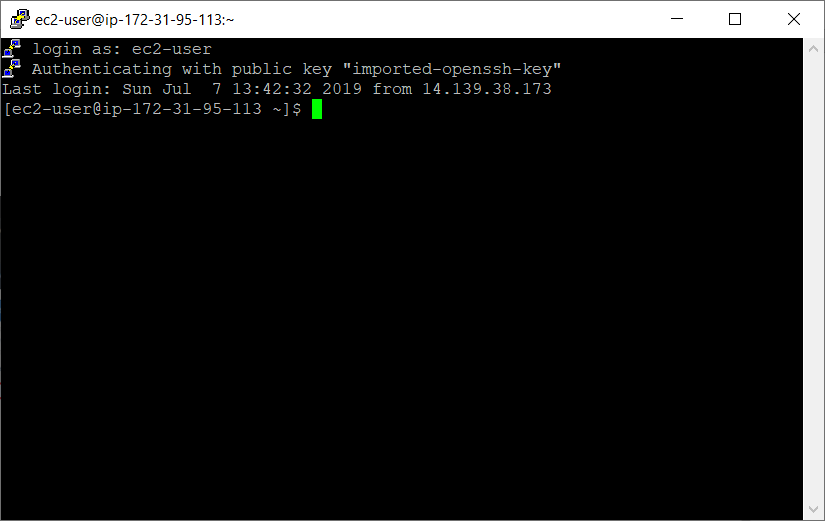 ec2-user@ip-172-31-95-113:~
login as: ec2-user
Authenticating with public key "imported-openssh-key"
Last login: Sun Jul  7 13:42:32 2019 from 14.139.38.173
[ec2-user@ip-172-31-95-113 ~]$